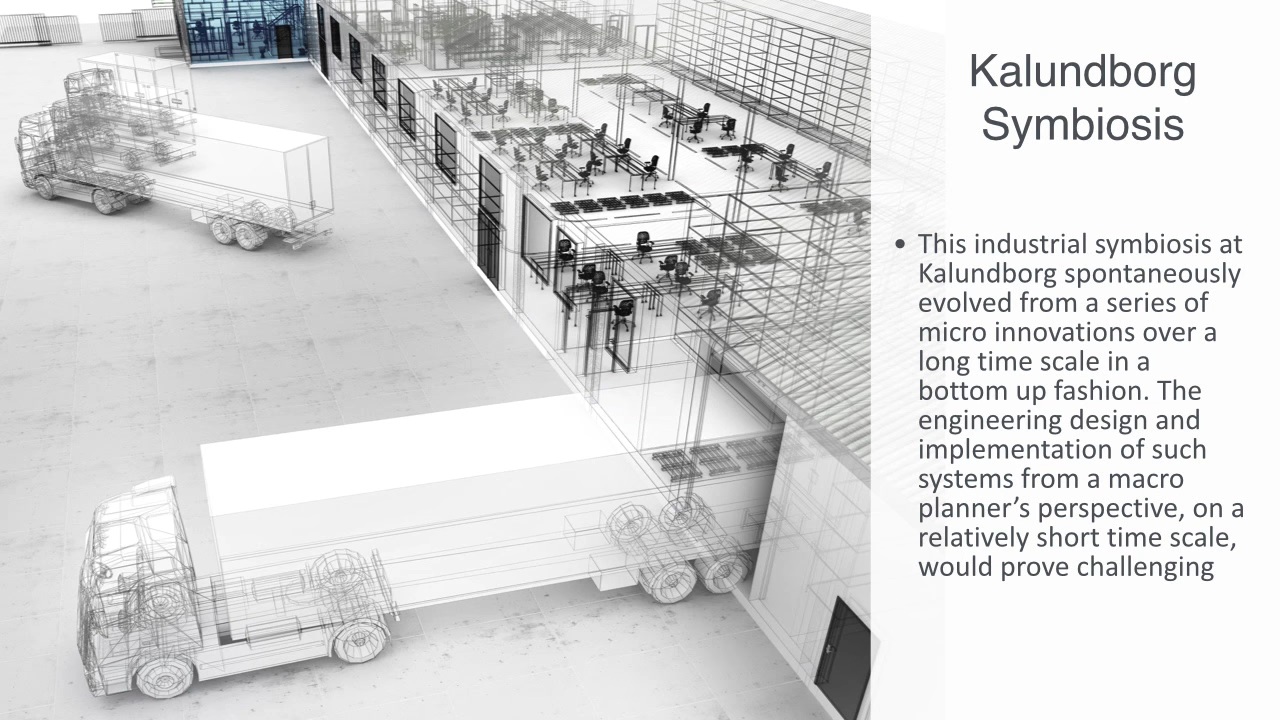 Kalundborg
Symbiosis
• This industrial symbiosis at
Kalundborg spontaneously
evolved from a series of
micro innovations over a
long time scale in a
bottom up fashion. The
engineering design and
implementation of such
systems from a macro
planner’s perspective, on a
relatively short time scale,
would prove challenging